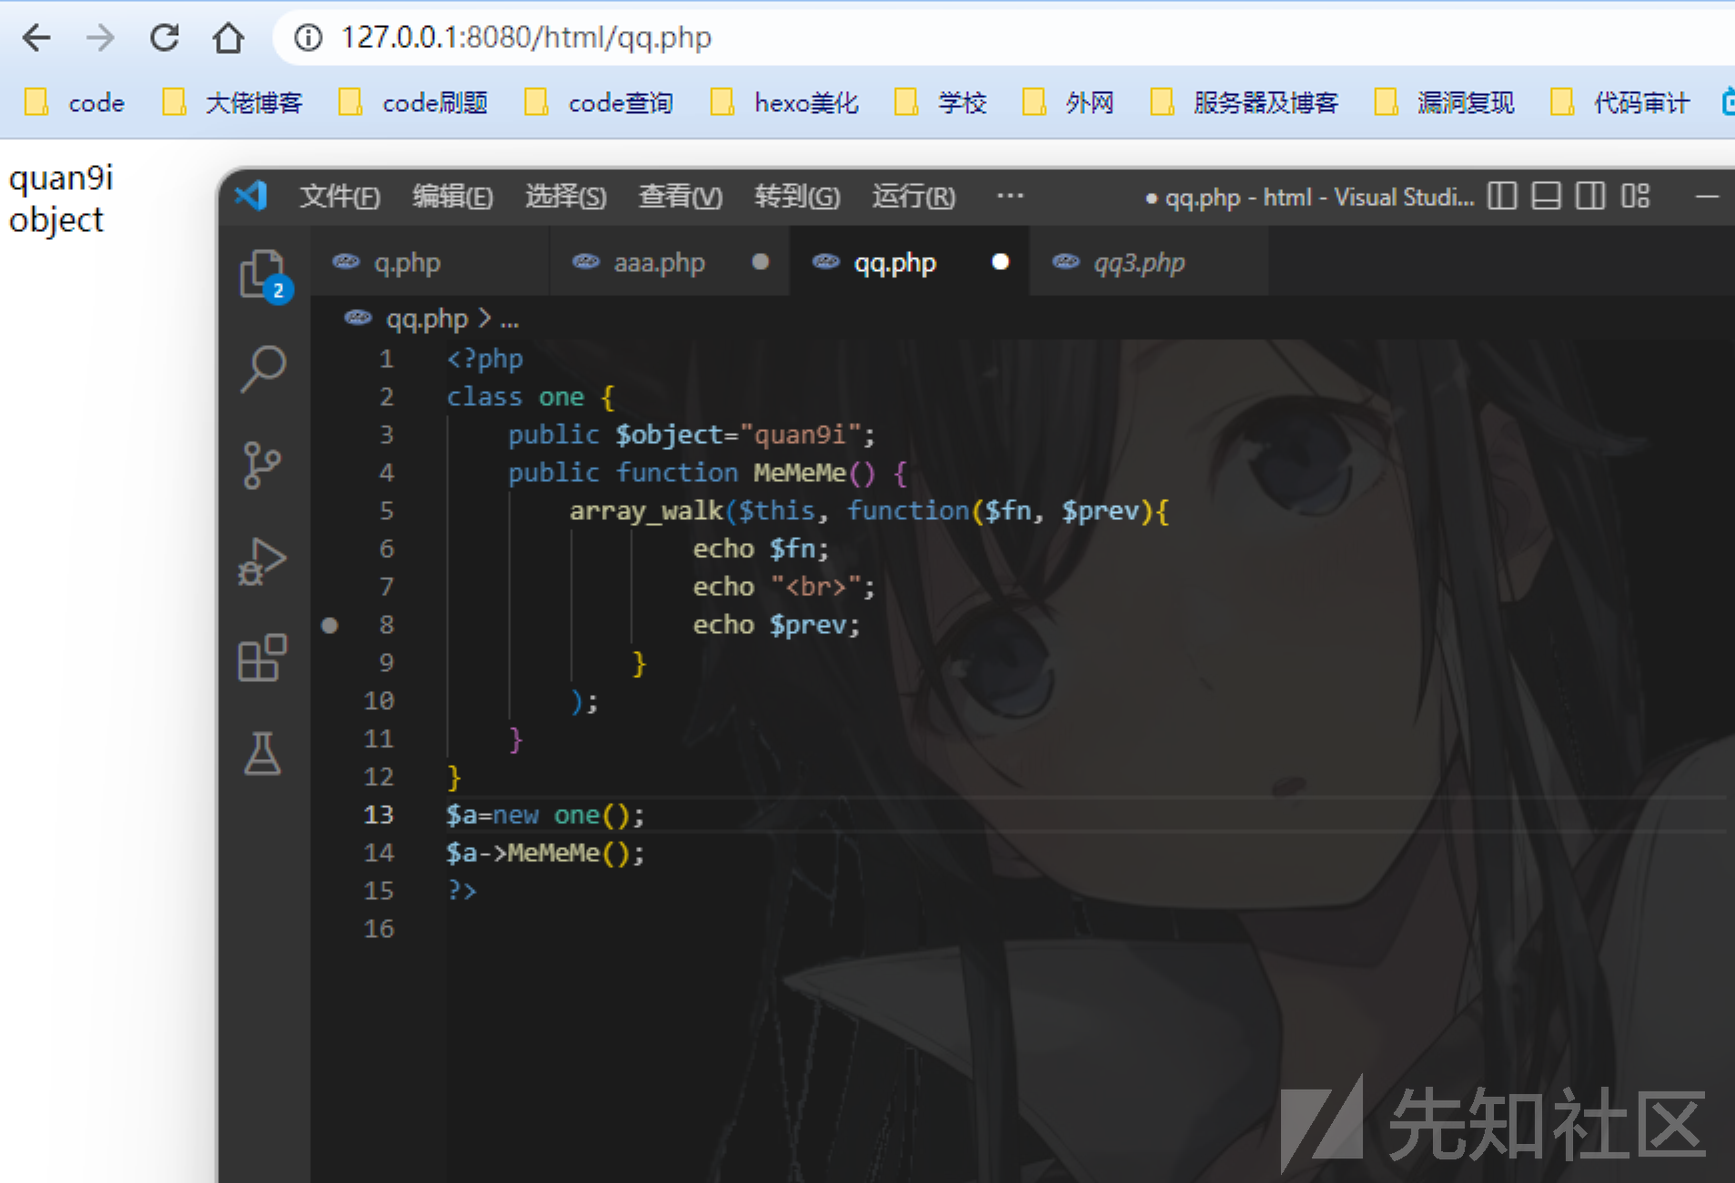 127.0.0.1:8080/html/qq.php
code 大佬博客 code刷题 code查询 hexo美化 学校 外网 服务器及博客 漏洞复现 代码审计
quan9i
object
文件(F) 编辑(E) 选择(S) 查看(V) 转到(G) 运行(R) ··· ● qq.php - html - Visual Studi...
q.php aaa.php qq.php qq3.php
2
qq.php > ...
1 <?php
2 class one {
3 public $object="quan9i";
4 public function MeMeMe() {
5 array_walk($this, function($fn, $prev){
6 echo $fn;
7 echo "<br>";
8 echo $prev;
9 }
10 );
11 }
12 }
13 $a=new one();
14 $a->MeMeMe();
15 ?>
16
先知社区